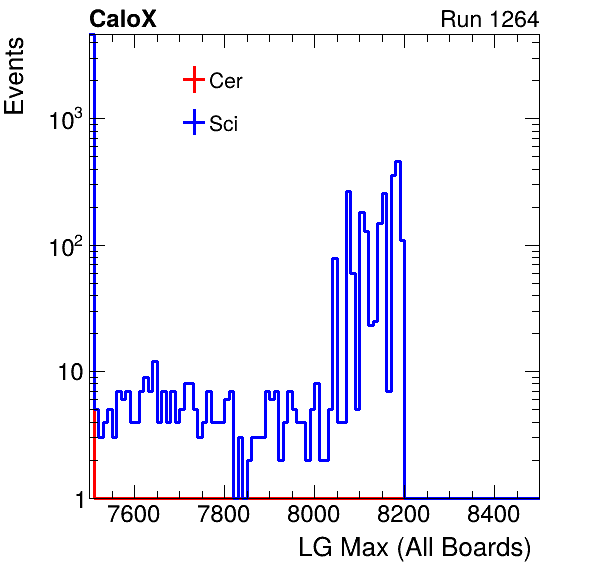 CaloX Run 1264
Events
Cer
Sci
10³
10²
10
1
7600 7800 8000 8200 8400
LG Max (All Boards)